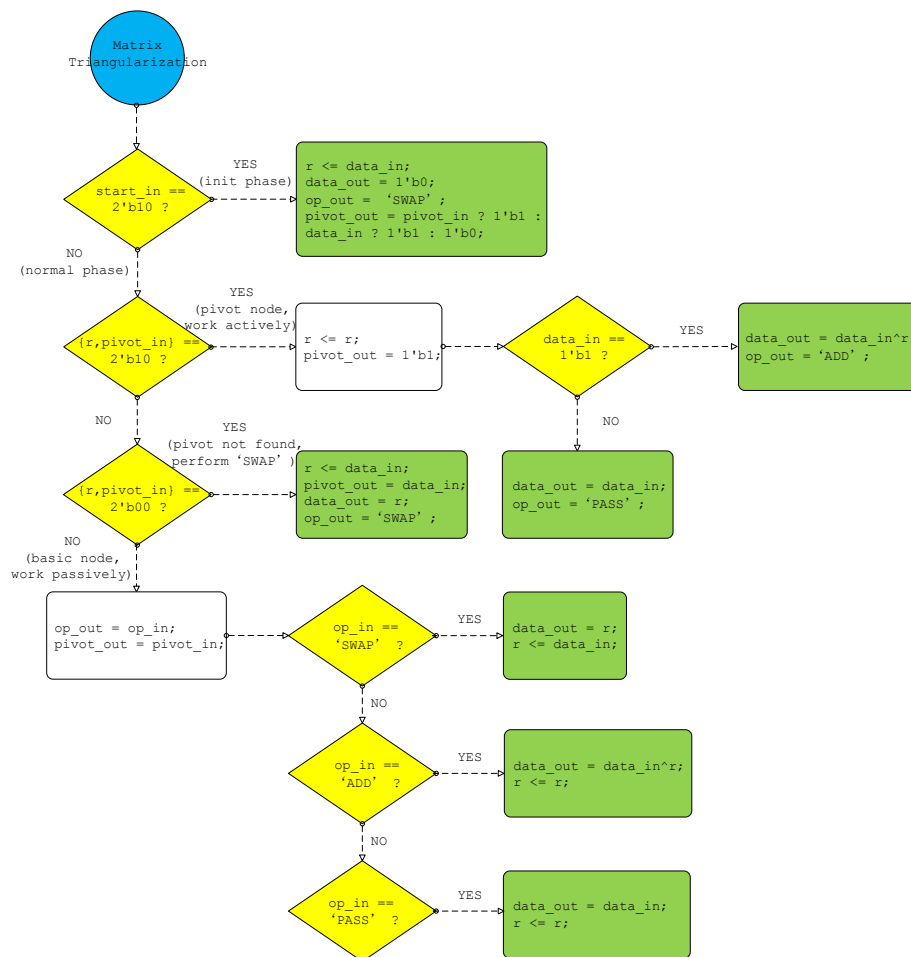 Matrix
Triangularization
start_in ==
2'b10 ?
YES
(init phase)
r <= data_in;
data_out = 1'b0;
op_out = ‘SWAP’;
pivot_out = pivot_in ? 1'b1 :
data_in ? 1'b1 : 1'b0;
NO
(normal phase)
{r,pivot_in} ==
2'b10 ?
YES
(pivot node,
work actively)
r <= r;
pivot_out = 1'b1;
data_in ==
1'b1 ?
YES
data_out = data_in^r
op_out = ‘ADD’;
NO
data_out = data_in;
op_out = ‘PASS’;
NO
{r,pivot_in} ==
2'b00 ?
YES
(pivot not found,
perform ‘SWAP’)
r <= data_in;
pivot_out = data_in;
data_out = r;
op_out = ‘SWAP’;
NO
(basic node,
work passively)
op_out = op_in;
pivot_out = pivot_in;
op_in ==
‘SWAP’ ?
YES
data_out = r;
r <= data_in;
NO
op_in ==
‘ADD’ ?
YES
data_out = data_in^r;
r <= r;
NO
op_in ==
‘PASS’ ?
YES
data_out = data_in;
r <= r;